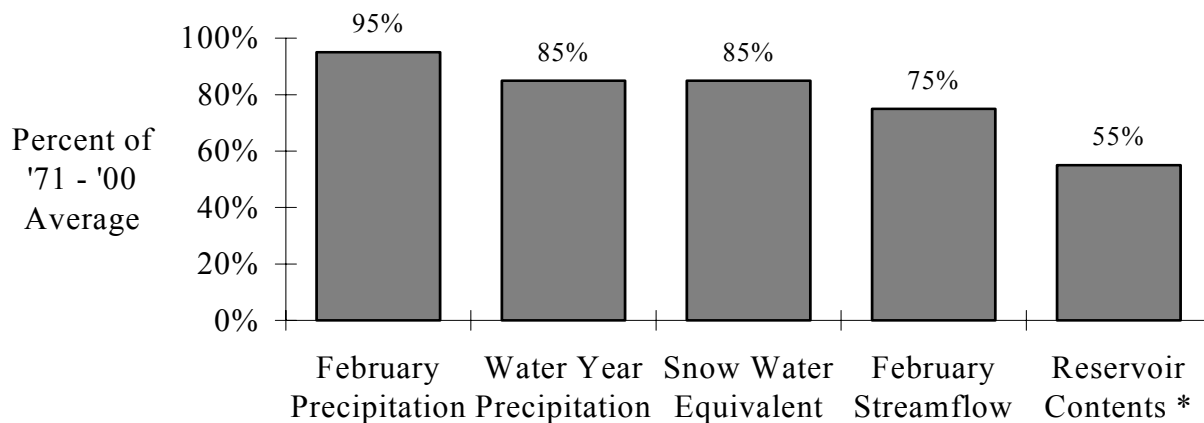 95%
85%
85%
75%
55%
100%
80%
60%
40%
20%
0%
Percent of
'71 - '00
Average
February
Precipitation
Water Year
Precipitation
Snow Water
Equivalent
February
Streamflow
Reservoir
Contents *